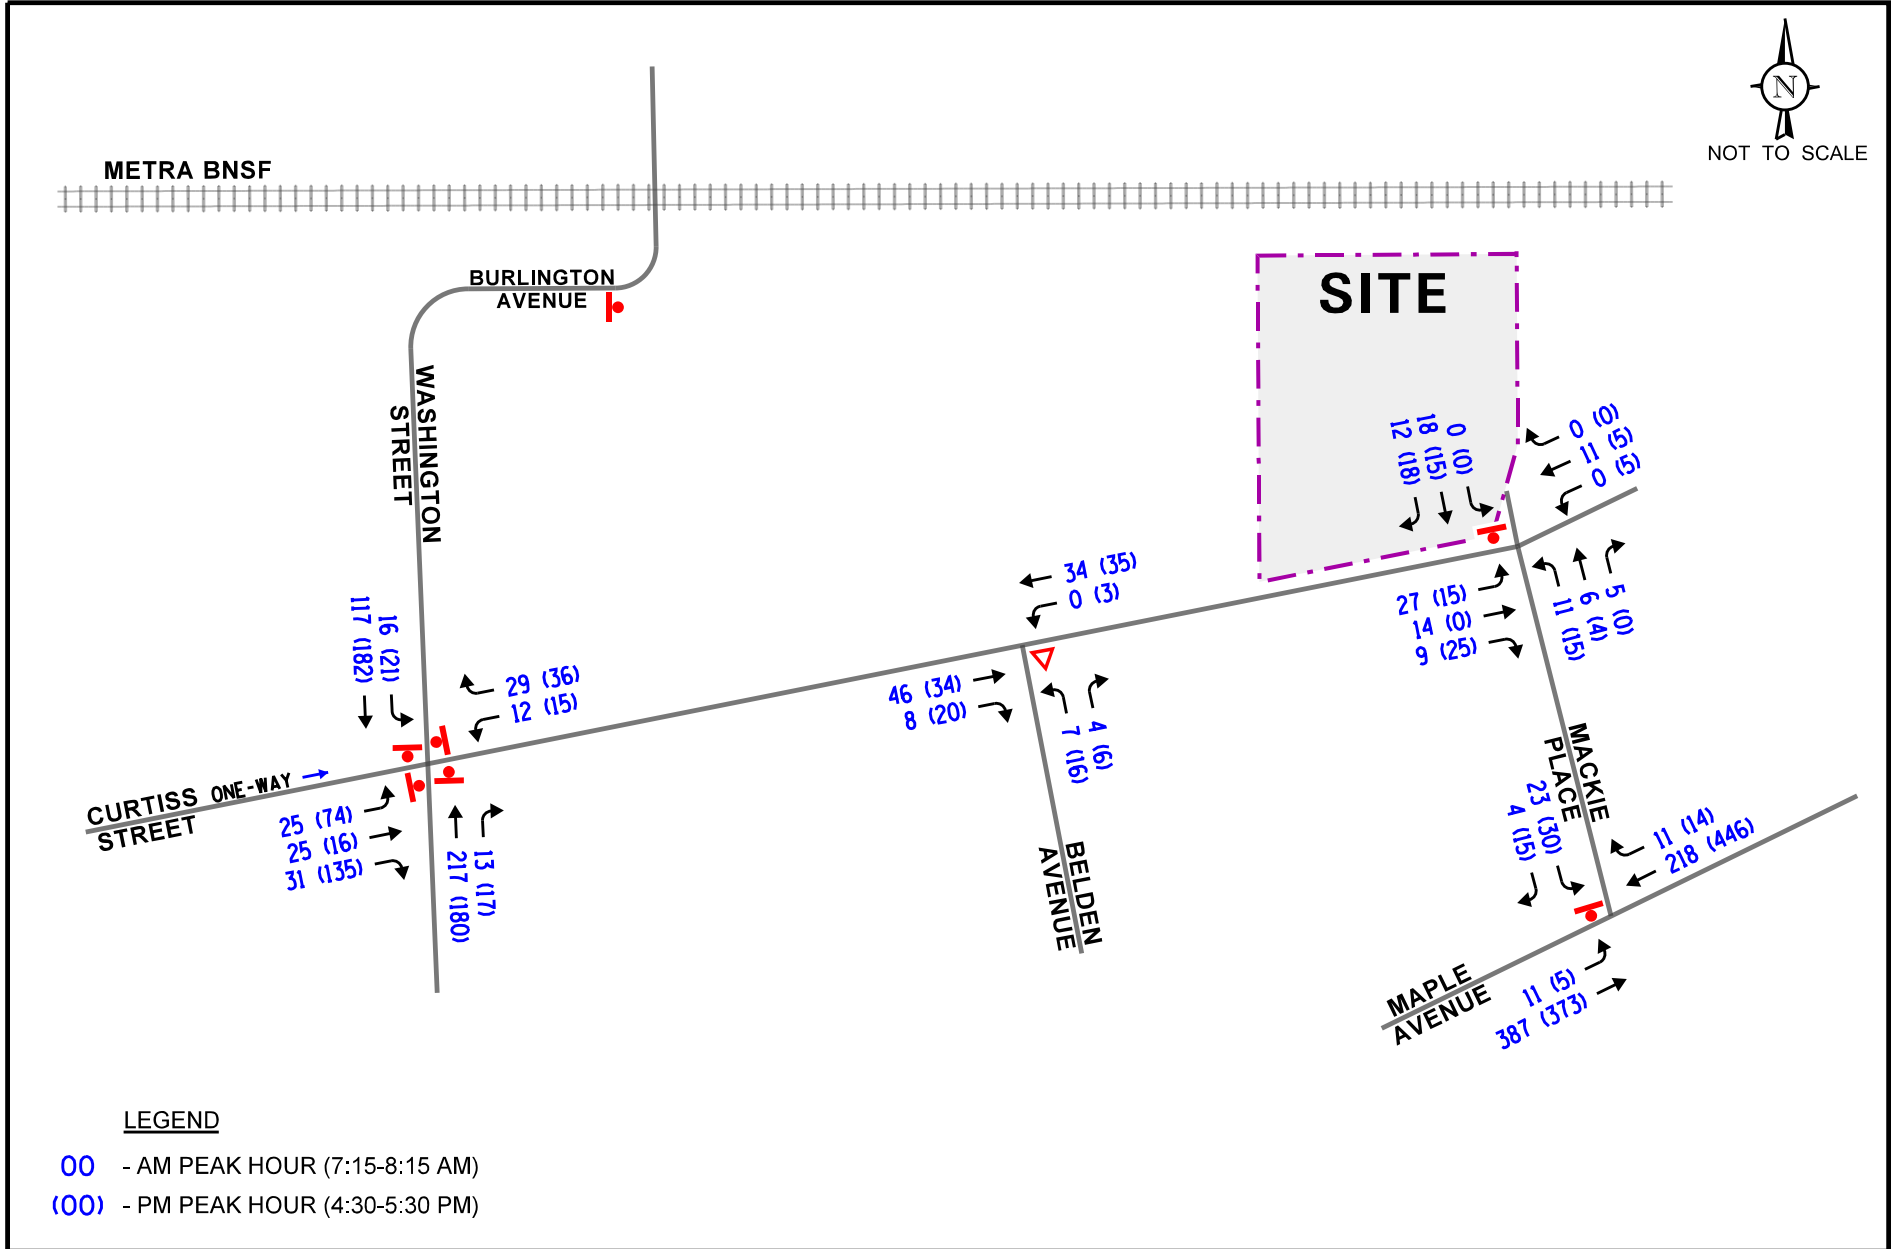 N
NOT TO SCALE
METRA BNSF
BURLINGTON
AVENUE
SITE
WASHINGTON
STREET
0 (0)
18 (15)
12 (18)
0 (0)
11 (5)
0 (5)
34 (35)
0 (3)
27 (15)
14 (0)
9 (25)
5 (0)
6 (4)
11 (15)
16 (21)
117 (182)
29 (36)
12 (15)
46 (34)
8 (20)
4 (6)
7 (16)
CURTISS ONE-WAY
STREET
25 (74)
25 (16)
31 (135)
13 (17)
217 (180)
BELDEN
AVENUE
MACKIE
PLACE
23 (30)
4 (15)
11 (14)
218 (446)
MAPLE
AVENUE
11 (5)
387 (373)
LEGEND
00 - AM PEAK HOUR (7:15-8:15 AM)
(00) - PM PEAK HOUR (4:30-5:30 PM)